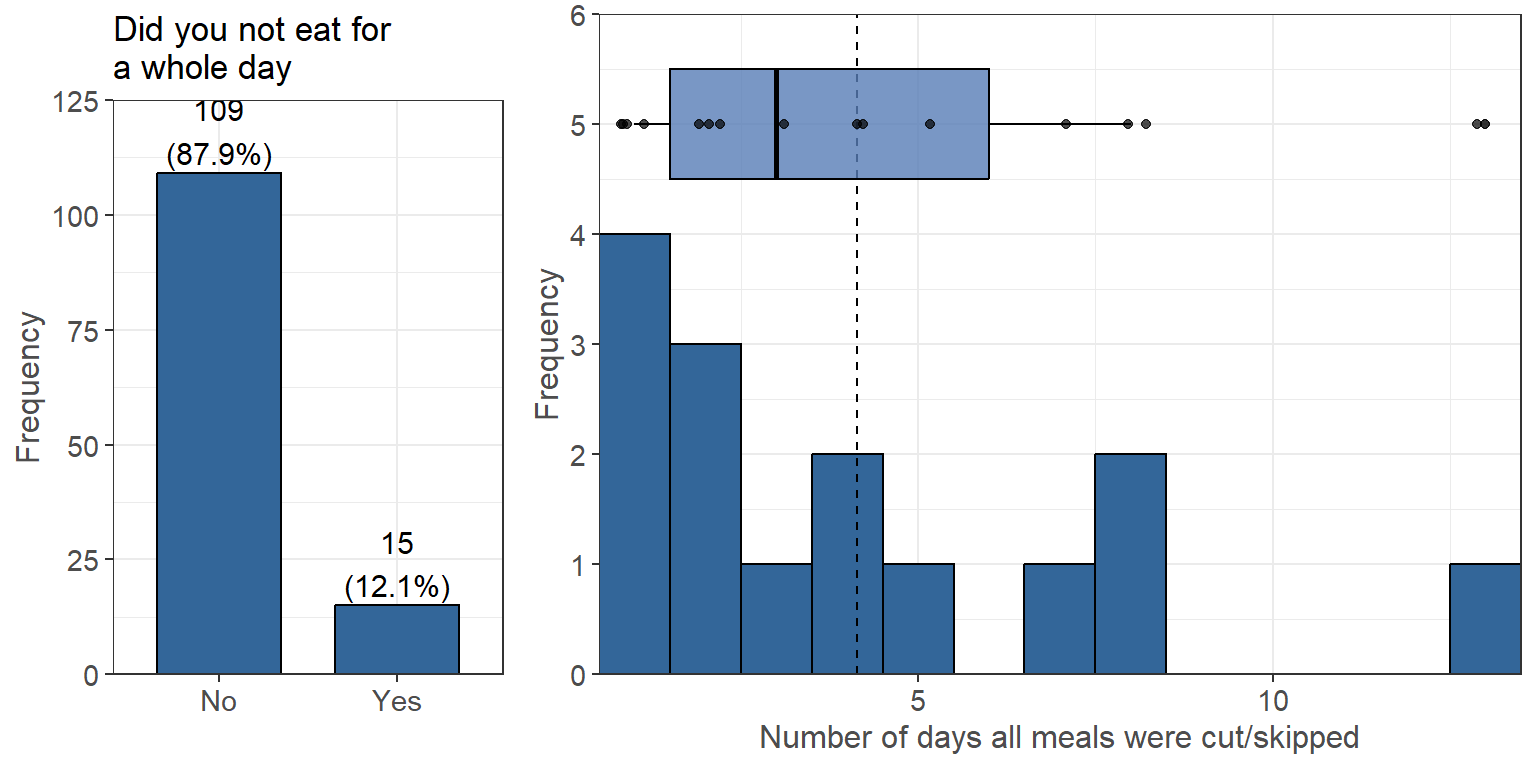 Did you not eat for
a whole day
125
100
75
50
25
0
Frequency
109
(87.9%)
15
(12.1%)
No
Yes
6
5
4
3
2
1
0
Frequency
5
10
Number of days all meals were cut/skipped